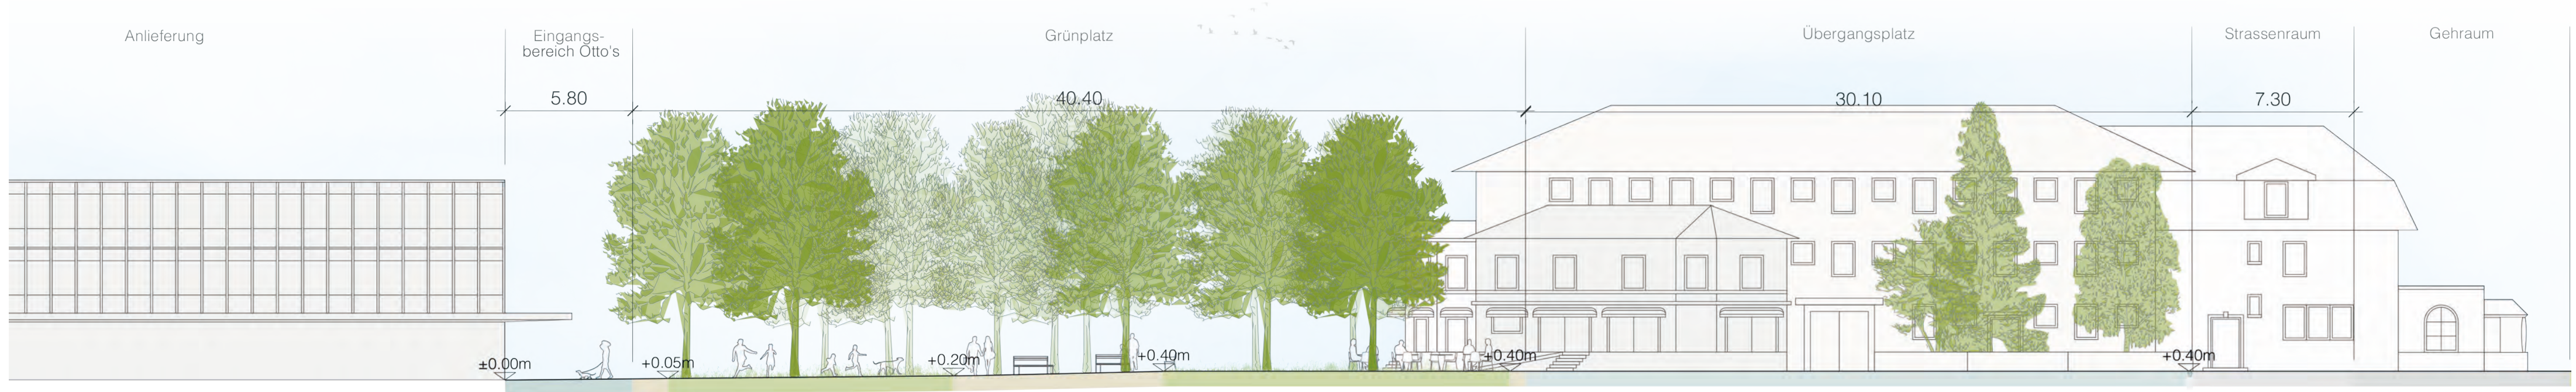 Anlieferung
Eingangs-
bereich Otto's
Grünplatz
Übergangsplatz
Strassenraum
Gehraum
5.80
40.40
30.10
7.30
±0.00m
+0.05m
+0.20m
+0.40m
±0.40m
+0.40m